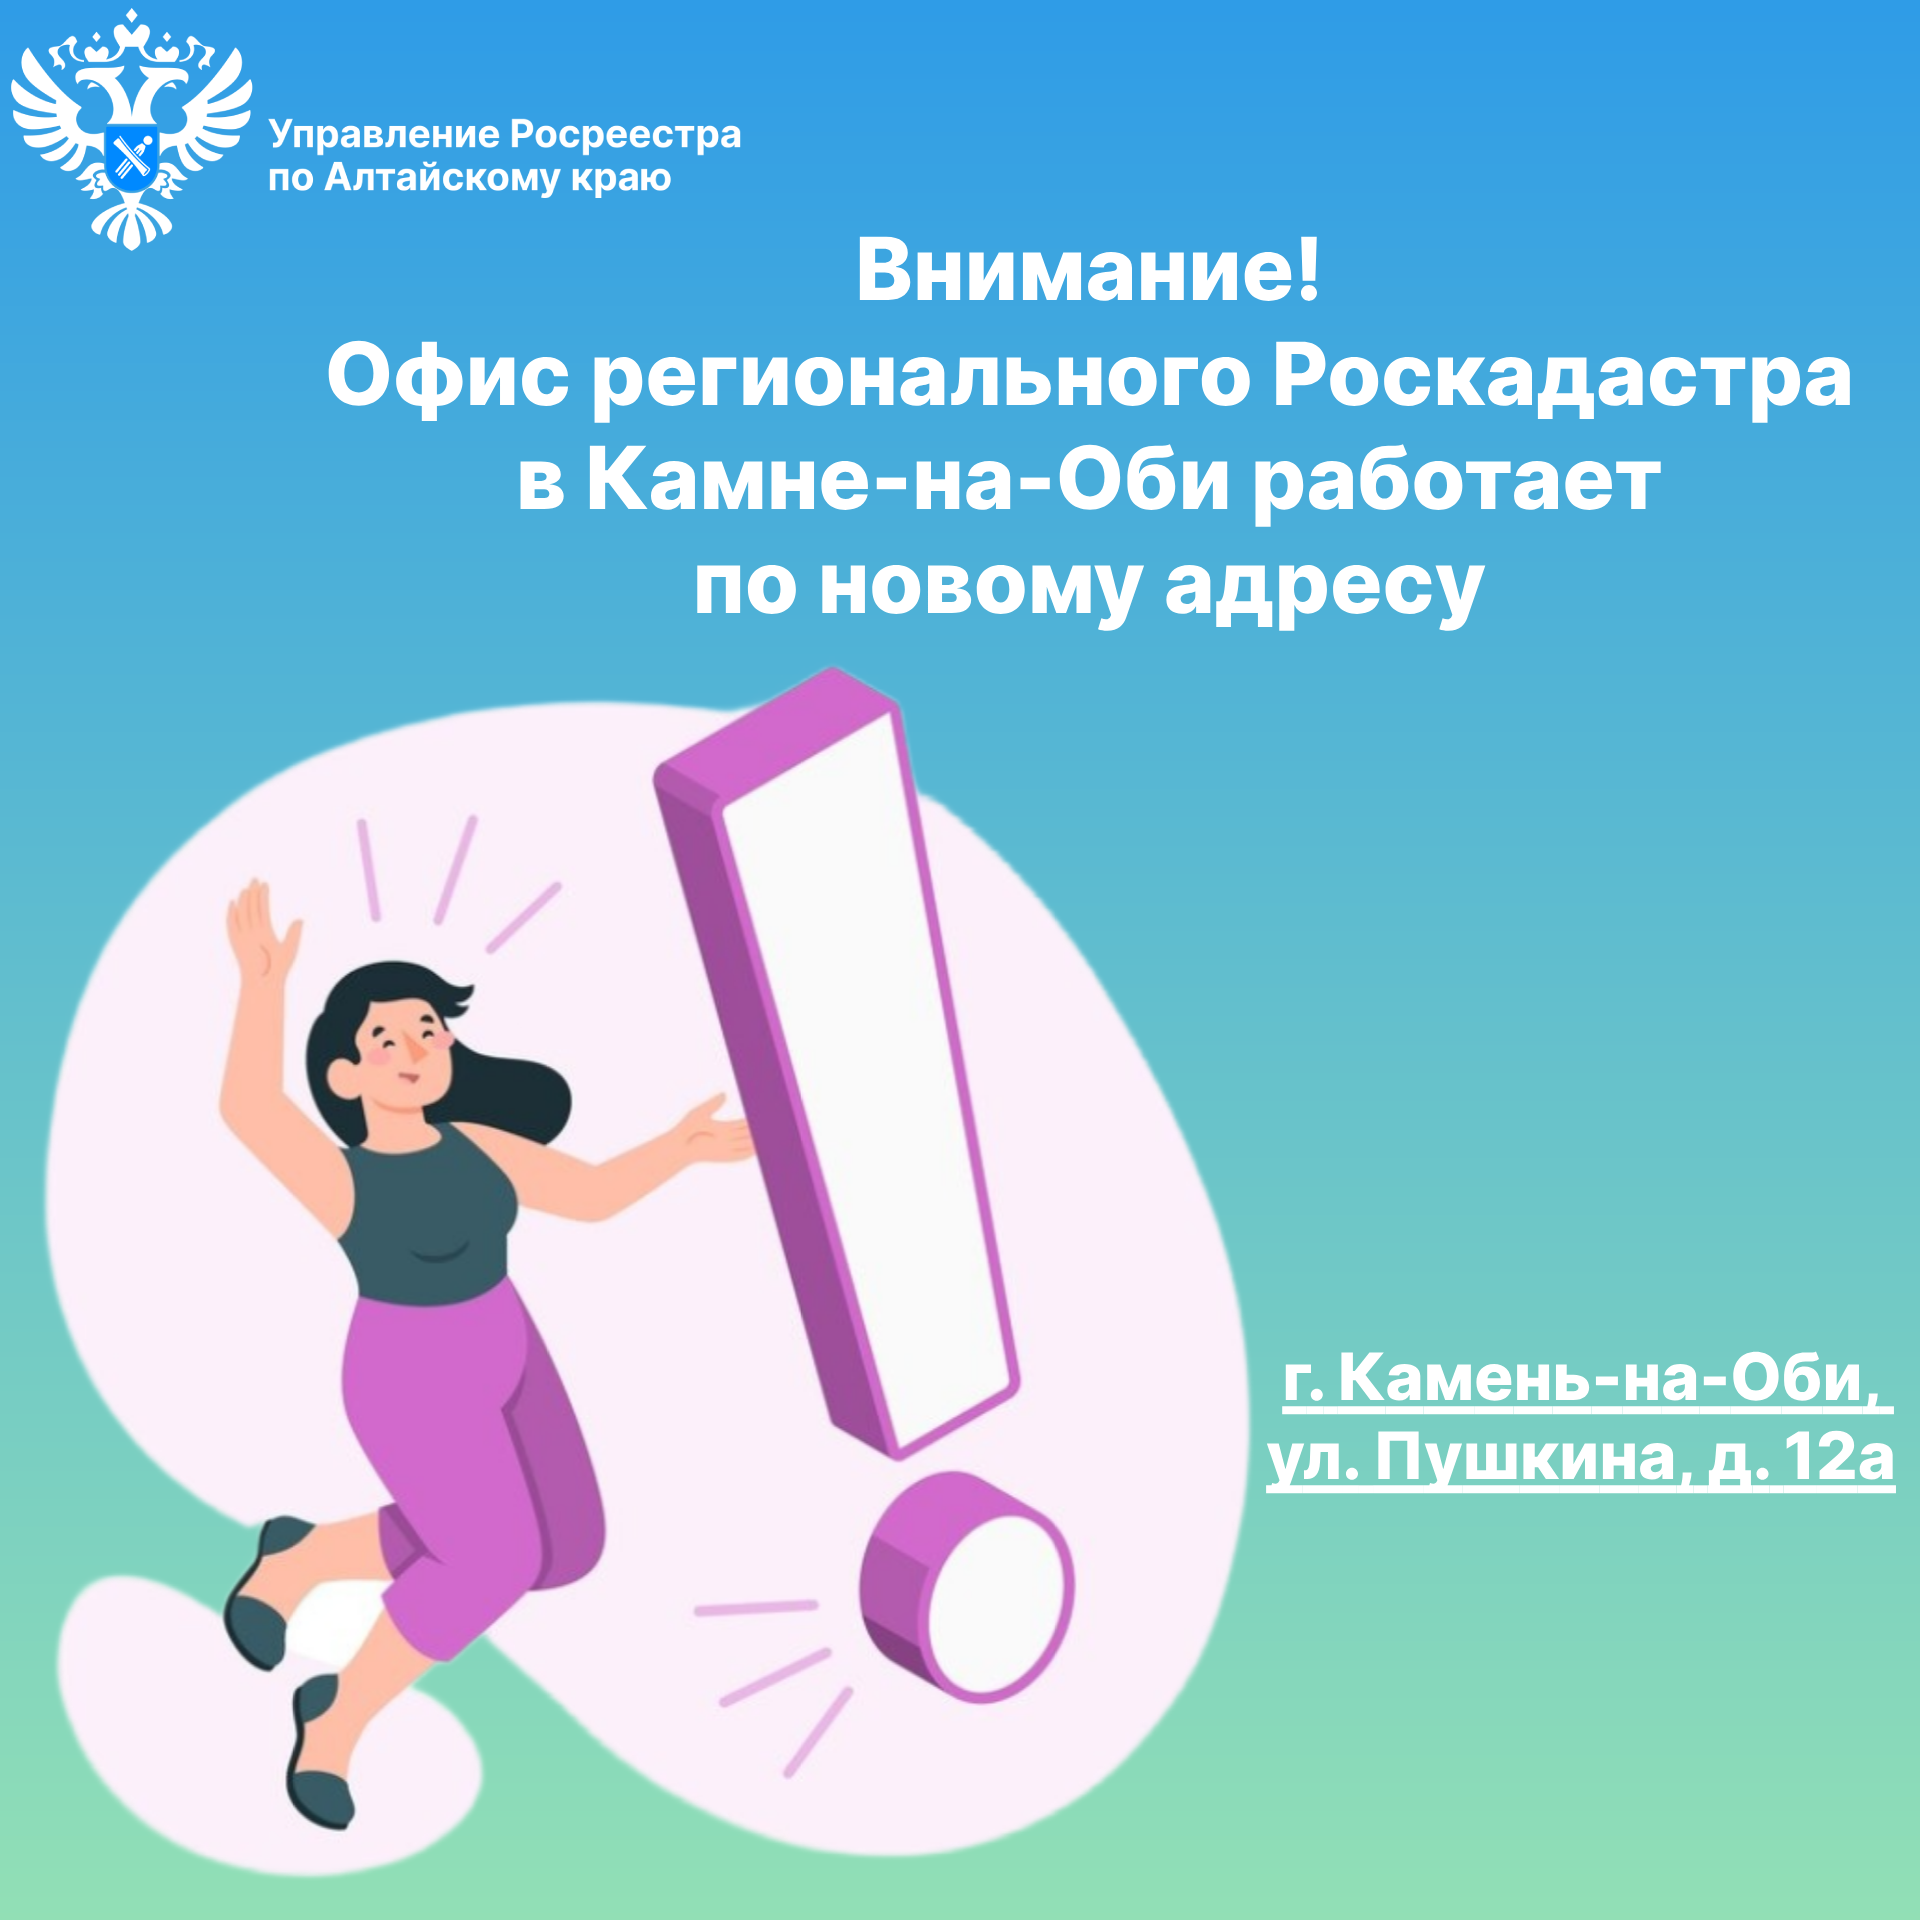 Управление Росреестра
по Алтайскому краю
Внимание!
Офис регионального Роскадастра
в Камне-на-Оби работает
по новому адресу
г. Камень-на-Оби,
ул. Пушкина, д. 12а